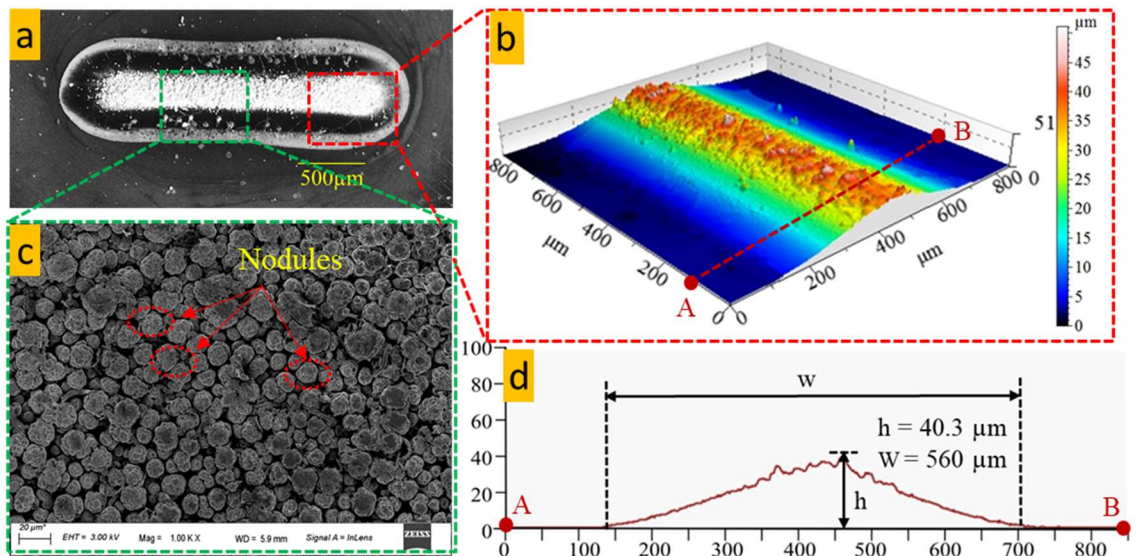 a
500μm
b
μm
45
40
35
30
25
20
15
10
5
0
51
0
A
B
800
600
400
200
0
μm
0
200
400
600
800
μm
c
Nodules
20 μm*
EHT = 3.00 kV
Mag = 1.00 K X
WD = 5.9 mm
Signal A = InLens
ZEISS
d
100
80
60
40
20
0
w
h = 40.3 μm
W = 560 μm
h
A
B
0
100
200
300
400
500
600
700
800